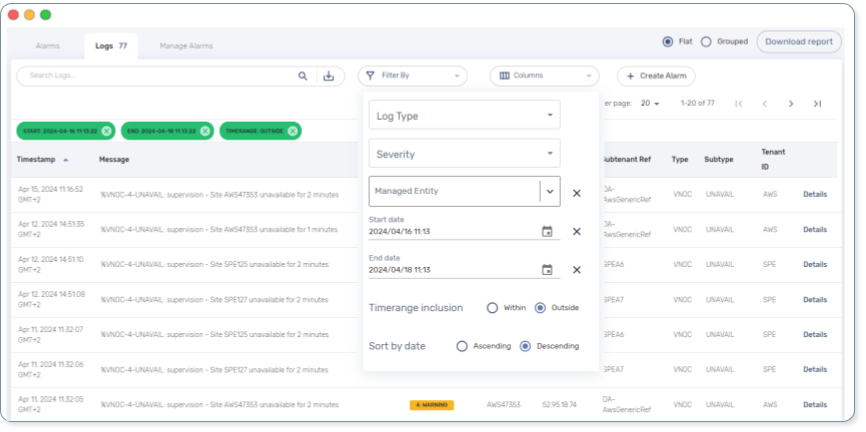 Alarms
Logs 77
Manage Alarms
Flat
Grouped
Download report
Search Logs..
Filter By
Columns
+ Create Alarm
er page: 20
1-20 of 77
START: 2024-04-16 11:13:22
END: 2024-04-18 11:13:22
TIMERANGE: OUTSIDE
Log Type
Severity
Managed Entity
Start date
2024/04/16 11:13
End date
2024/04/18 11:13
Timerange inclusion
Within
Outside
Sort by date
Ascending
Descending
Timestamp
Message
ubtenant Ref
Type
Subtype
Tenant
ID
Apr 15, 2024 11:16:52
GMT+2
%VNOC-4-UNAVAIL: supervision - Site AWS47353 unavailable for 2 minutes
AwsGenericRef
VNOC
UNAVAIL
AWS
Details
Apr 12, 2024 14:51:35
GMT+2
%VNOC-4-UNAVAIL: supervision - Site AWS47353 unavailable for 1 minutes
AwsGenericRef
VNOC
UNAVAIL
AWS
Details
Apr 12, 2024 14:51:10
GMT+2
%VNOC-4-UNAVAIL: supervision - Site SPE125 unavailable for 2 minutes
SPEA6
VNOC
UNAVAIL
SPE
Details
Apr 12, 2024 14:51:08
GMT+2
%VNOC-4-UNAVAIL: supervision - Site SPE127 unavailable for 2 minutes
SPEA7
VNOC
UNAVAIL
SPE
Details
Apr 11, 2024 11:32:07
GMT+2
%VNOC-4-UNAVAIL: supervision - Site SPE125 unavailable for 2 minutes
SPEA6
VNOC
UNAVAIL
SPE
Details
Apr 11, 2024 11:32:06
GMT+2
%VNOC-4-UNAVAIL: supervision - Site SPE127 unavailable for 2 minutes
SPEA7
VNOC
UNAVAIL
SPE
Details
Apr 11, 2024 11:32:05
GMT+2
%VNOC-4-UNAVAIL: supervision - Site AWS47353 unavailable for 2 minutes
4: WARNING
AWS47353
52.95.18.74
OA-
AwsGenericRef
VNOC
UNAVAIL
AWS
Details